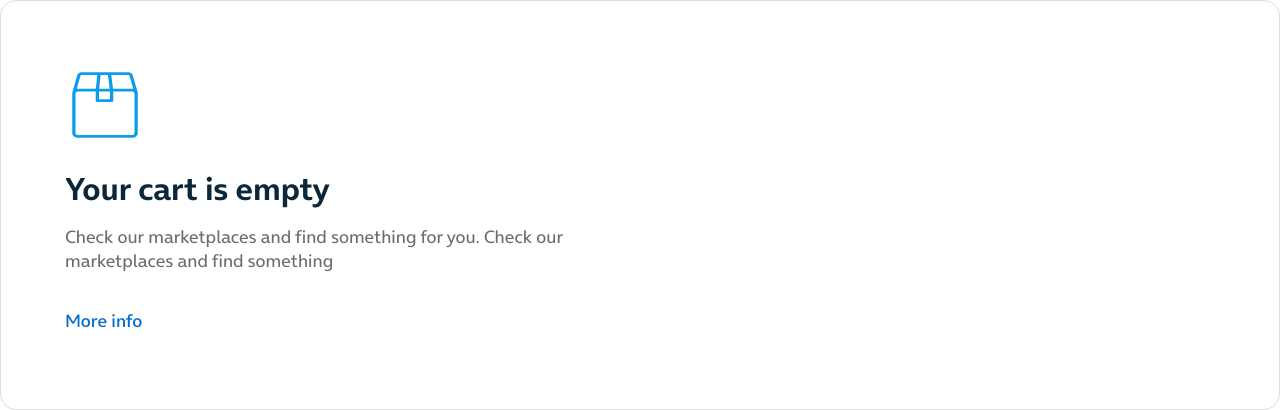 Your cart is empty
Check our marketplaces and find something for you. Check our
marketplaces and find something
More info